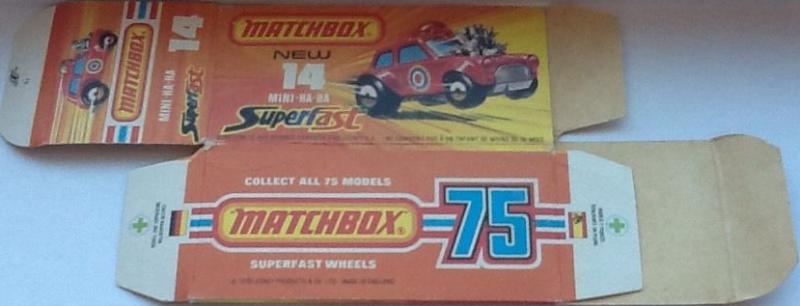 MATCHBOX
14
MINI-HA-HA
Superfast
MATCHBOX
NEW
14
MINI-HA-HA
Superfast
COLLECT ALL 75 MODELS
MATCHBOX
75
SUPERFAST WHEELS